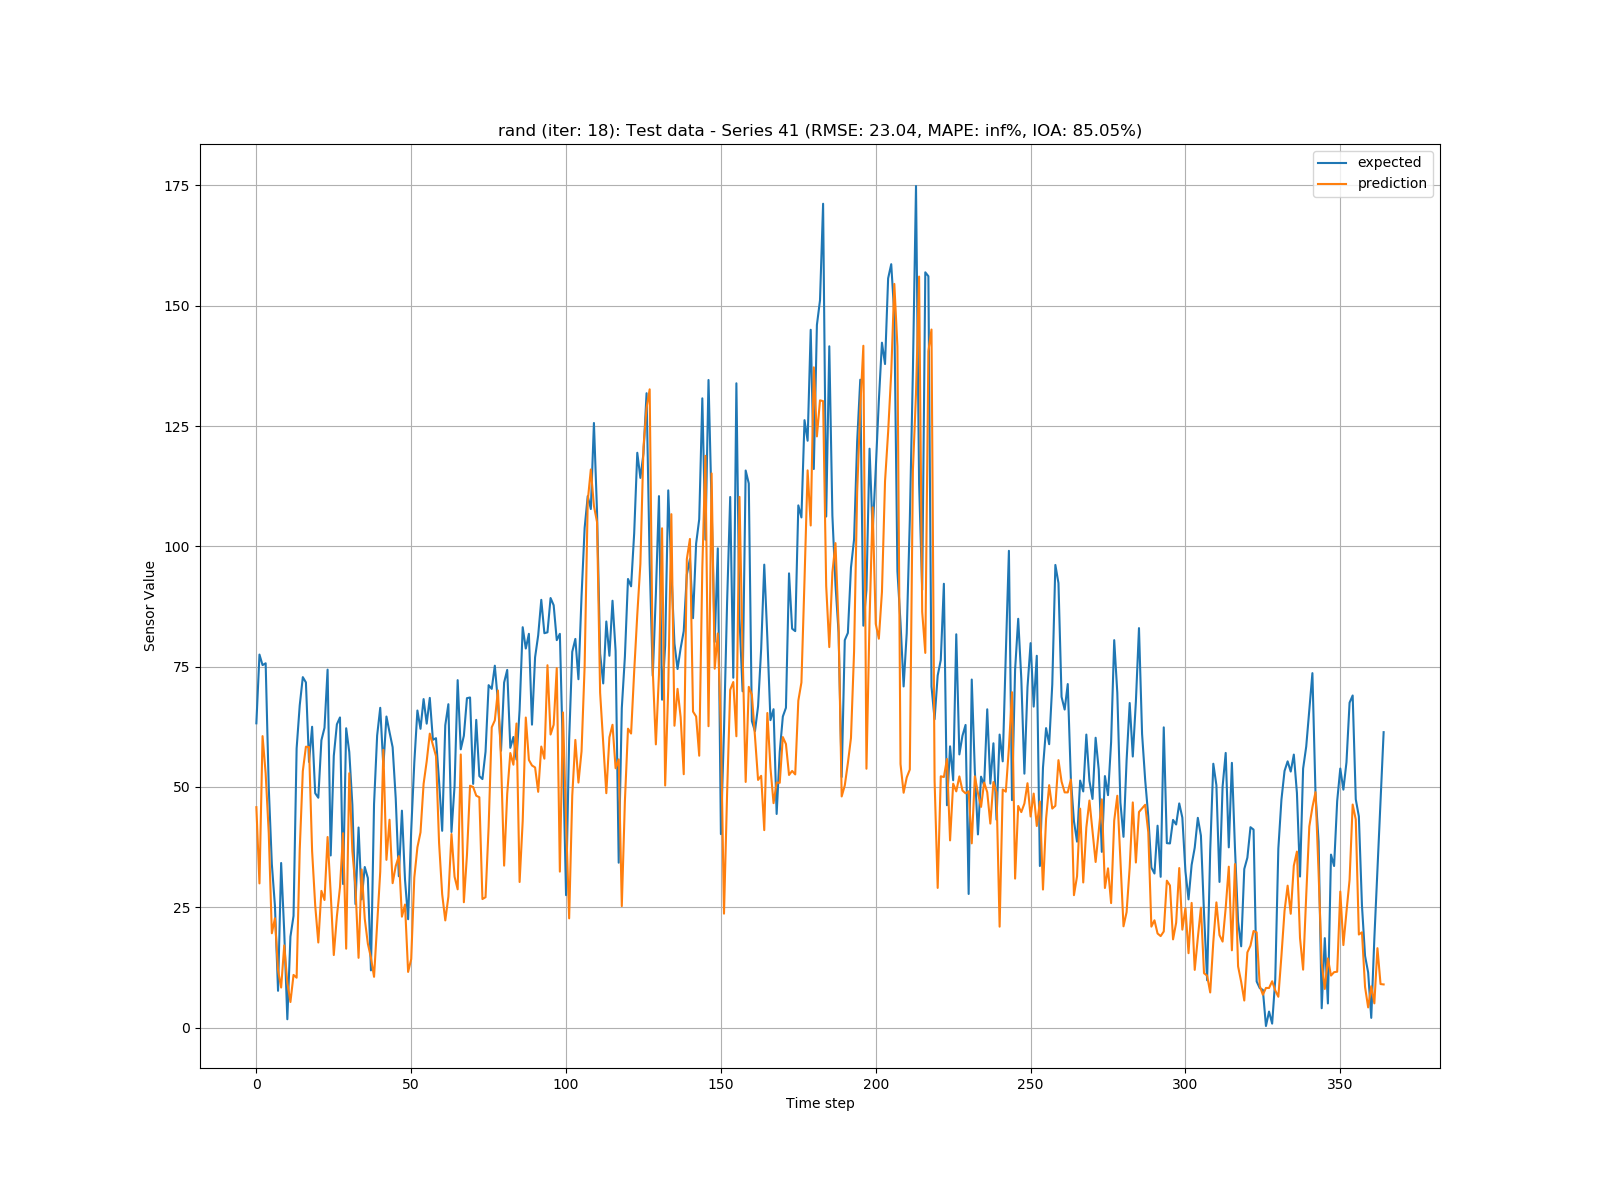 rand (iter: 18): Test data - Series 41 (RMSE: 23.04, MAPE: inf%, IOA: 85.05%)
expected
prediction
175
150
125
100
75
50
25
0
Sensor Value
0 50 100 150 200 250 300 350
Time step